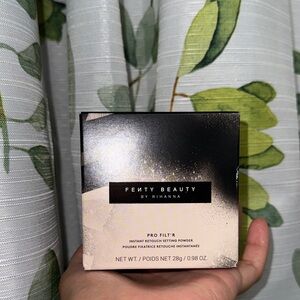 FEИTY BEAUTY
BY RIHANNA
PRO FILT'R
INSTANT RETOUCH SETTING POWDER
POUDRE FIXATRICE RETOUCHE INSTANTANÉE
NET WT. / POIDS NET 28g / 0.98 OZ.